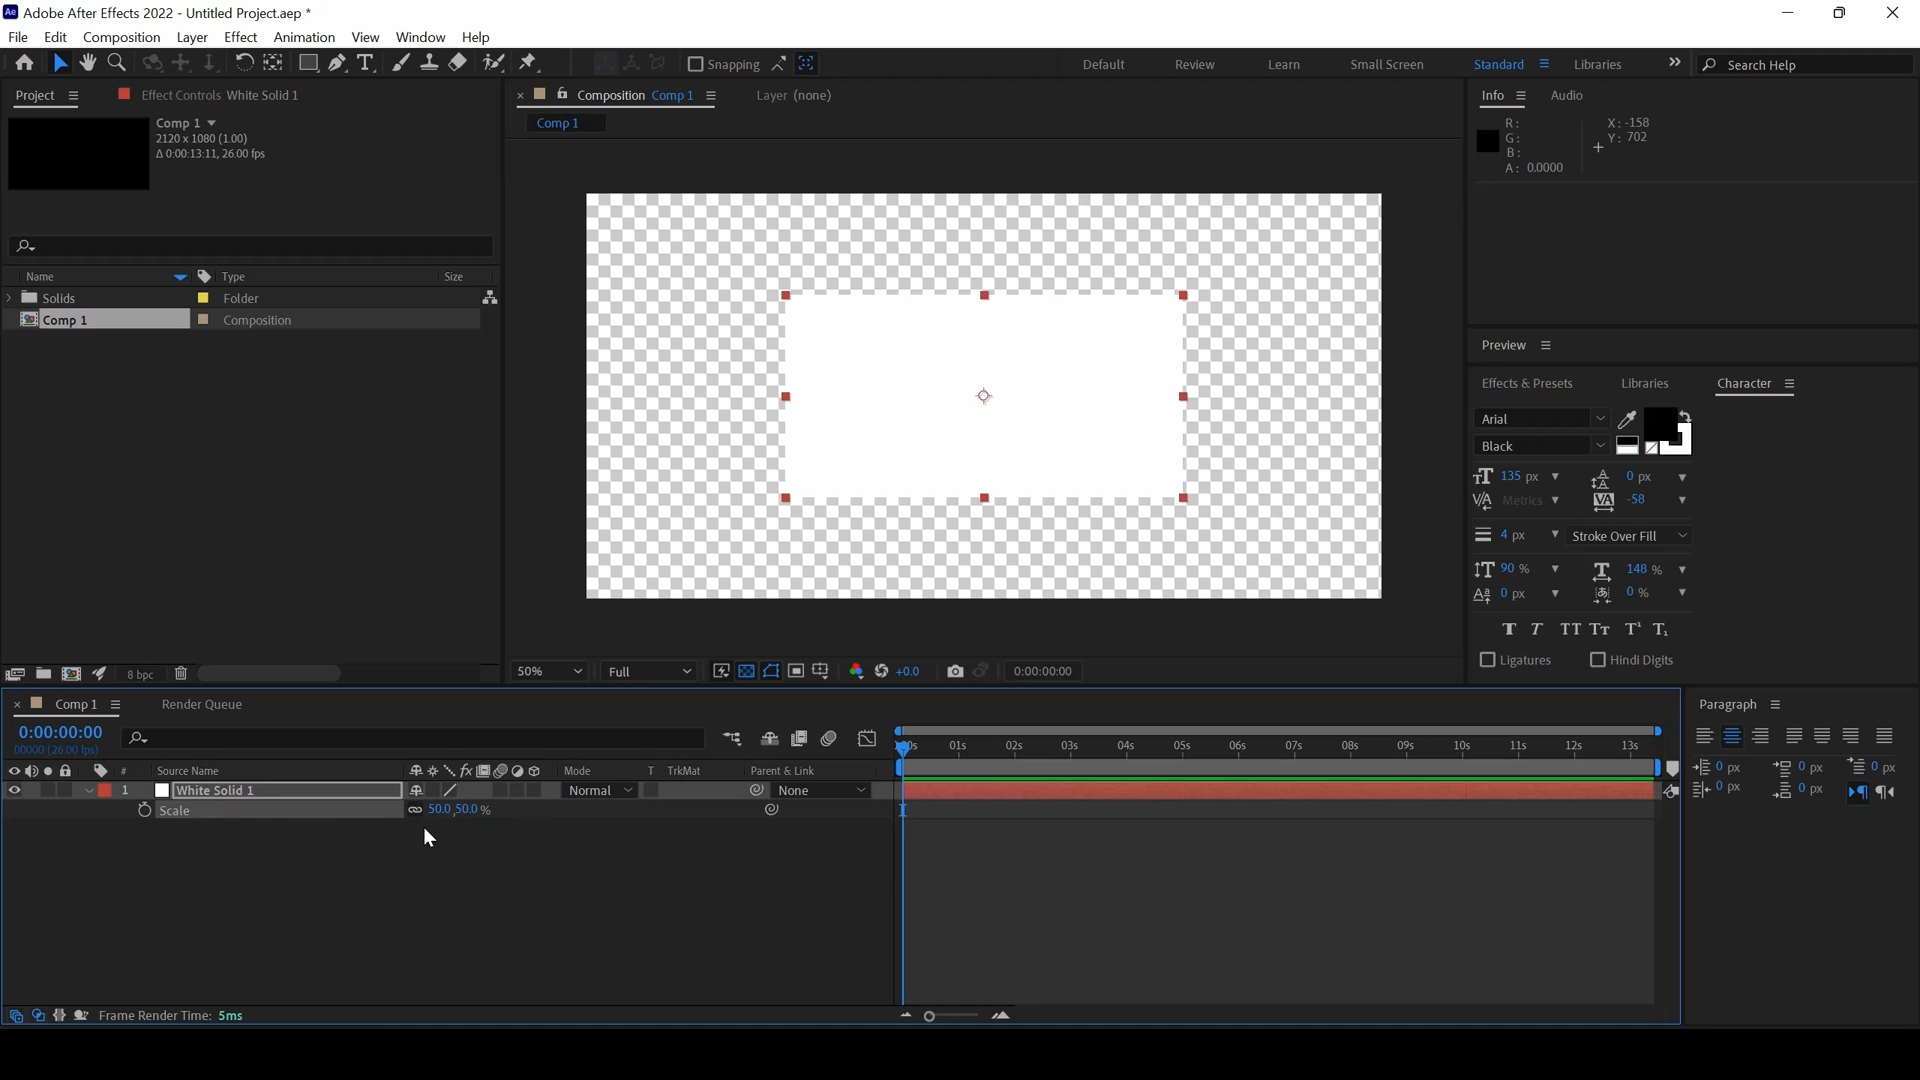 Ae Adobe After Effects 2022 - Untitled Project.aep *
File Edit Composition Layer Effect Animation View Window Help
Snapping
Default Review Learn Small Screen Standard Libraries
Search Help
Project
Effect Controls White Solid 1
Comp 1
2120 x 1080 (1.00)
Δ 0:00:13:11, 26.00 fps
Name Type Size
Solids Folder
Comp 1 Composition
8 bpc
Composition Comp 1
Layer (none)
Comp 1
50% Full +0.0 0:00:00:00
Info Audio
R:
G:
B:
A: 0.0000
X: -158
Y: 702
Preview
Effects & Presets Libraries Character
Arial
Black
135 px 0 px
Metrics -58
4 px Stroke Over Fill
90 % 148 %
0 px 0 %
T T TT Tт T¹ T₁
Ligatures Hindi Digits
Comp 1
Render Queue
0:00:00:00
00000 (26.00 fps)
# Source Name Mode T TrkMat Parent & Link
1 White Solid 1 Normal None
Scale 50.0,50.0 %
:00s 01s 02s 03s 04s 05s 06s 07s 08s 09s 10s 11s 12s 13s
Frame Render Time: 5ms
Paragraph
0 px 0 px 0 px
0 px 0 px